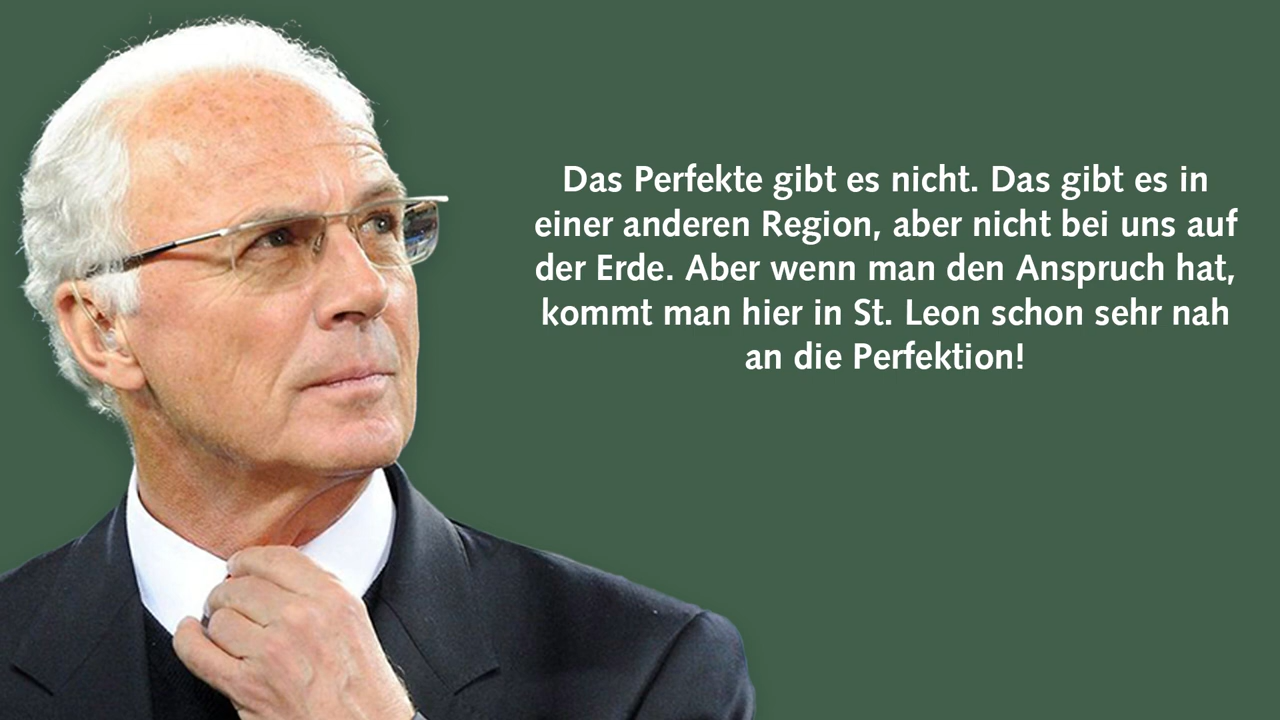 Das Perfekte gibt es nicht. Das gibt es in
einer anderen Region, aber nicht bei uns auf
der Erde. Aber wenn man den Anspruch hat,
kommt man hier in St. Leon schon sehr nah
an die Perfektion!